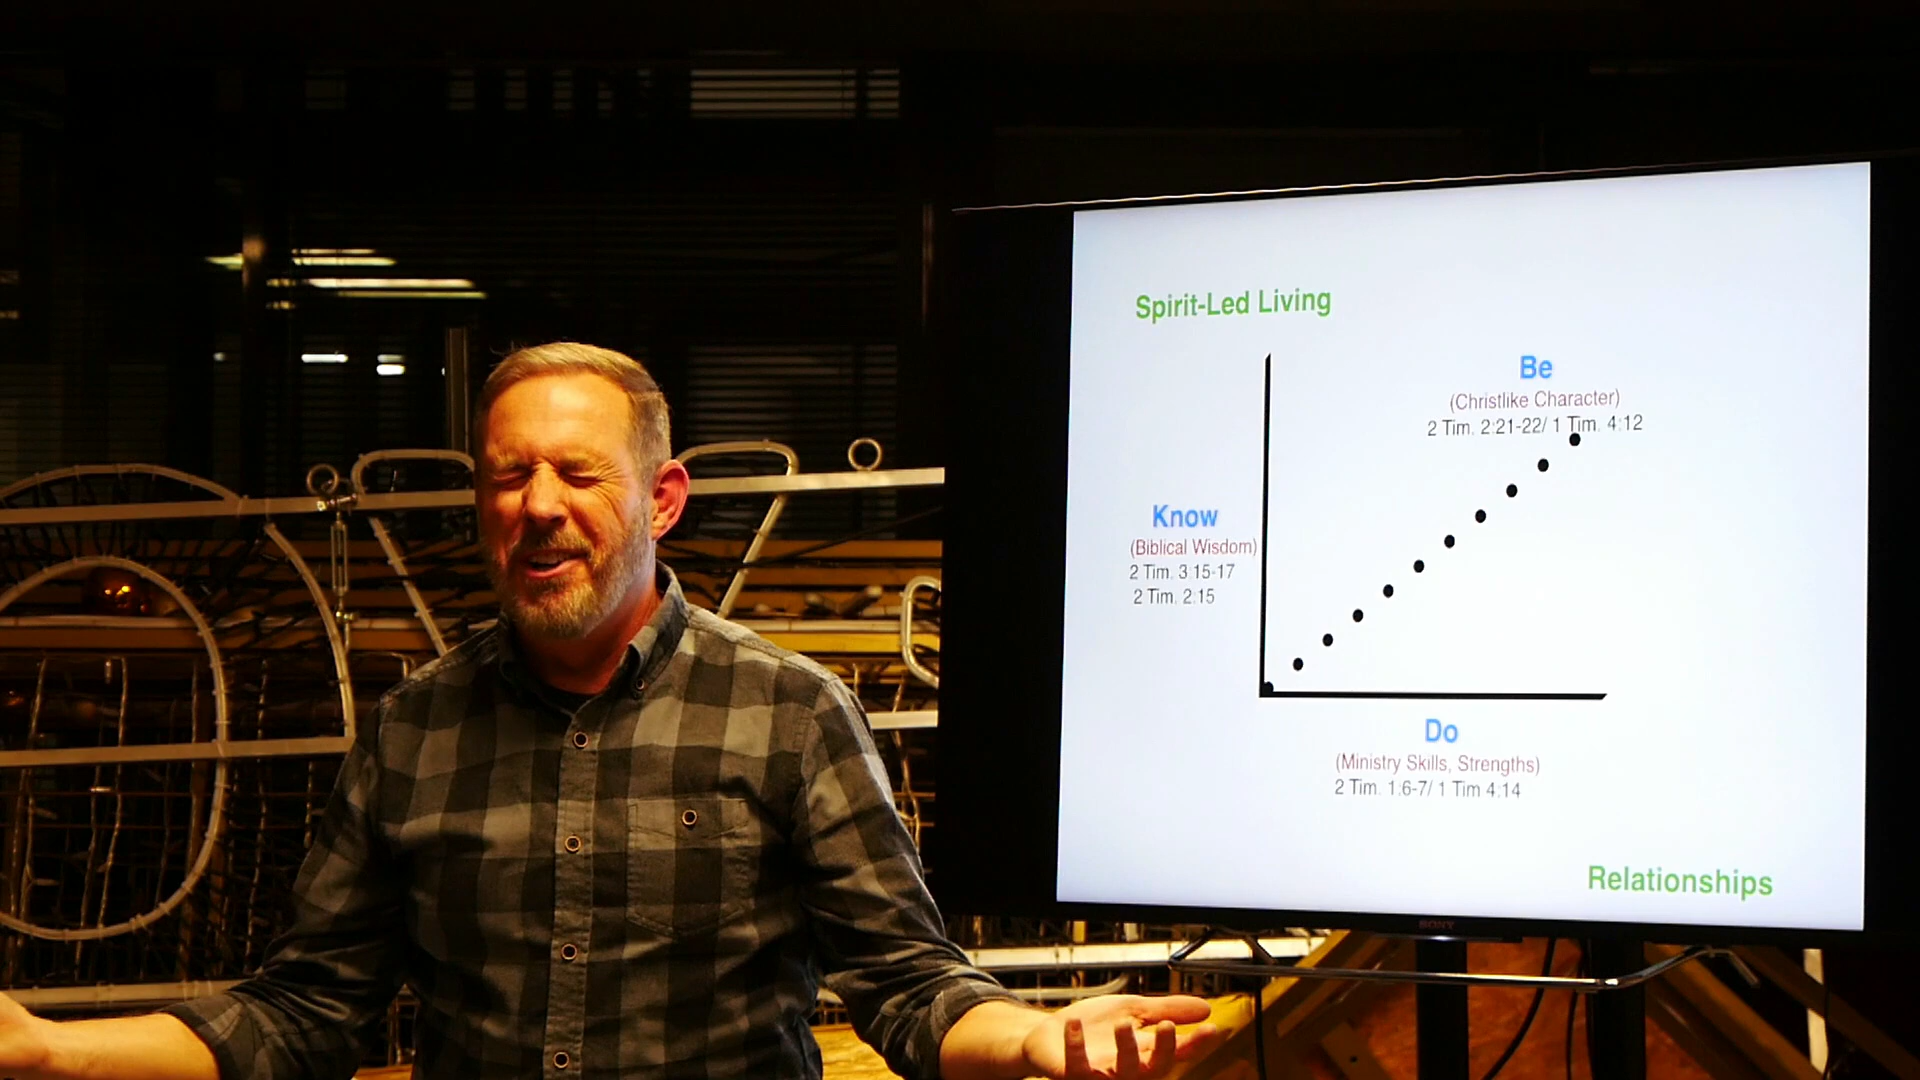 Spirit-Led Living
Be
(Christlike Character)
2 Tim. 2:21-22/ 1 Tim. 4:12
Know
(Biblical Wisdom)
2 Tim. 3:15-17
2 Tim. 2:15
Do
(Ministry Skills, Strengths)
2 Tim. 1:6-7/ 1 Tim 4:14
Relationships
SONY